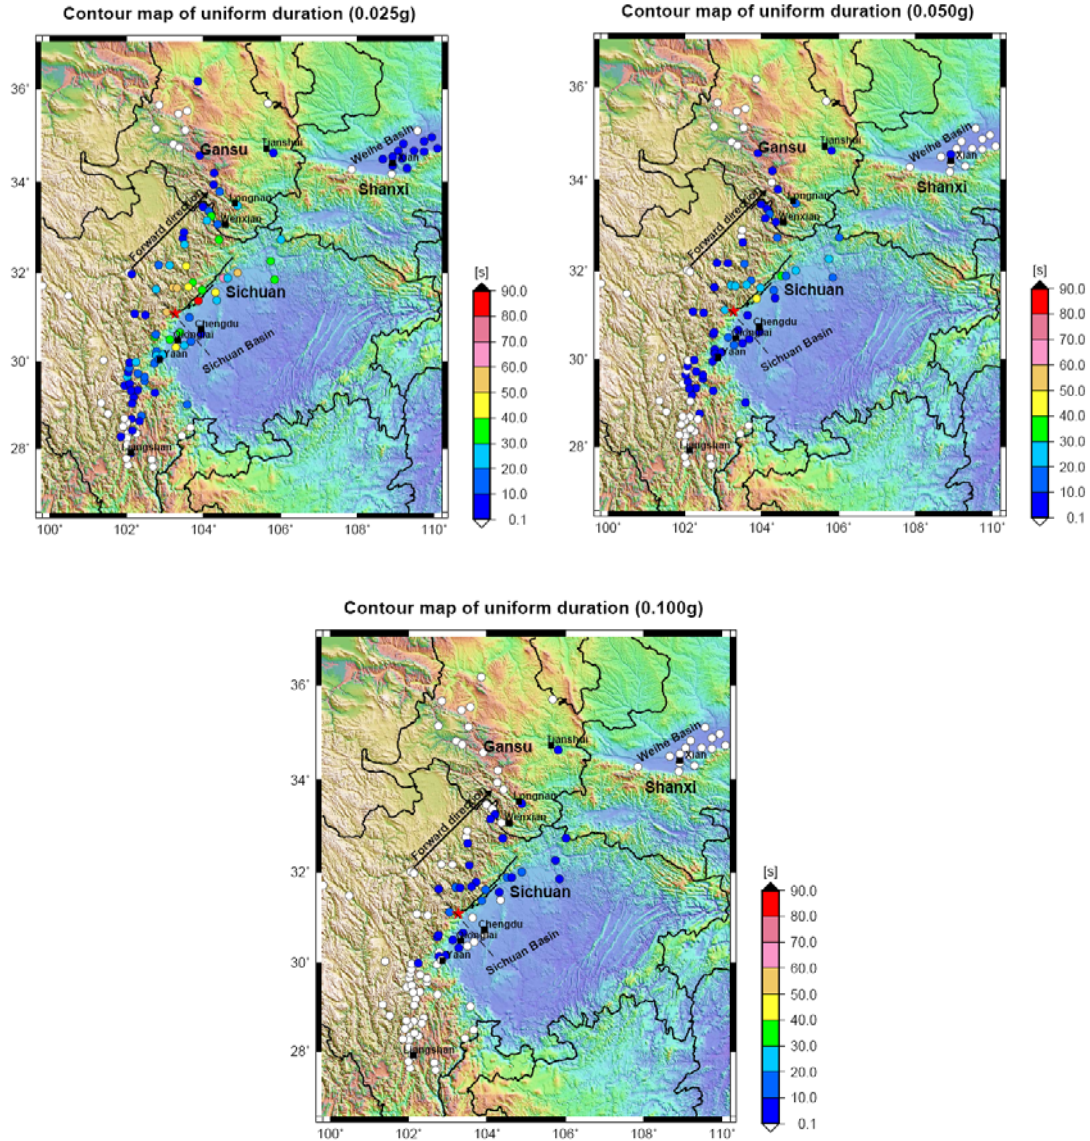 Contour map of uniform duration (0.025g)
36˚
34˚
32˚
30˚
28˚
100˚ 102˚ 104˚ 106˚ 108˚ 110˚
Gansu
Tianshui
Weihe Basin
Xian
Shanxi
Forward direction
Longnan
Wenxian
Sichuan
Chengdu
Yaan
Sichuan Basin
Liangshan
[s]
90.0
80.0
70.0
60.0
50.0
40.0
30.0
20.0
10.0
0.1
Contour map of uniform duration (0.050g)
36˚
34˚
32˚
30˚
28˚
100˚ 102˚ 104˚ 106˚ 108˚ 110˚
Gansu
Tianshui
Weihe Basin
Xian
Shanxi
Forward direction
Longnan
Wenxian
Sichuan
Chengdu
Yaan
Sichuan Basin
Liangshan
[s]
90.0
80.0
70.0
60.0
50.0
40.0
30.0
20.0
10.0
0.1
Contour map of uniform duration (0.100g)
36˚
34˚
32˚
30˚
28˚
100˚ 102˚ 104˚ 106˚ 108˚ 110˚
Gansu
Tianshui
Weihe Basin
Xian
Shanxi
Forward direction
Longnan
Wenxian
Sichuan
Chengdu
Yaan
Sichuan Basin
Liangshan
[s]
90.0
80.0
70.0
60.0
50.0
40.0
30.0
20.0
10.0
0.1